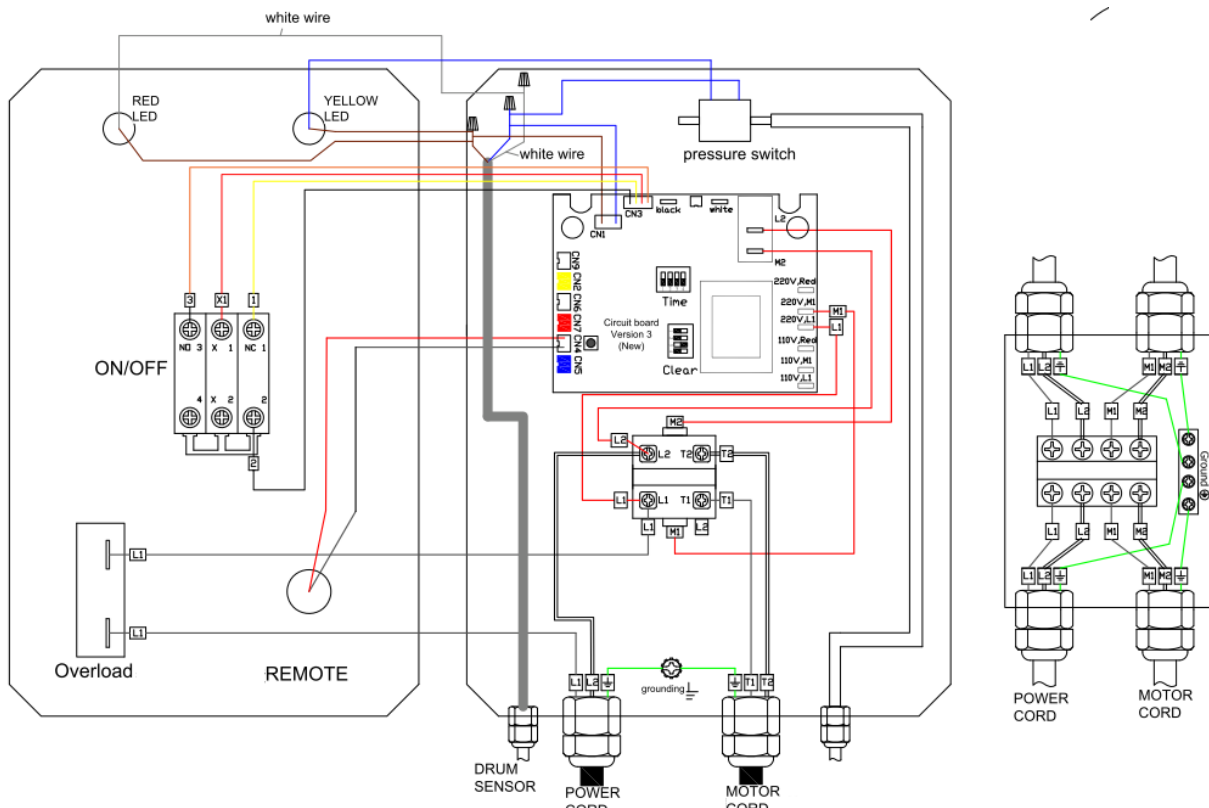 white wire
RED
LED
YELLOW
LED
white wire
pressure switch
CN3
black
white
L2
CN1
M2
CN9
CN2
CN6
CN7
CN4
CN5
Time
220V,Red
220V,M1
220V,L1
110V,Red
110V,M1
110V,L1
M1
L1
Circuit board
Version 3
(New)
Clear
3
X1
1
NO 3
X 1
NC 1
ON/OFF
4
X 2
2
2
M2
L2
L2
T2
T2
L1
L1
T1
T1
L1
M1
L2
L1
L1
Overload
REMOTE
grounding
L1
L2
T1
T2
DRUM
SENSOR
POWER
CORD
MOTOR
CORD
L1
L2
M1
M2
L1
L2
M1
M2
Ground
L1
L2
M1
M2
L1
L2
M1
M2
POWER
CORD
MOTOR
CORD